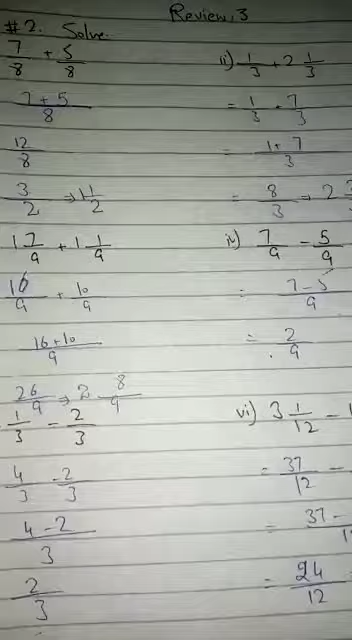 Review 3
#2. Solve.
7/8 + 5/8
7+5/8
12/8
3/2 → 1 1/2
ii) 1/3 + 2 1/3
= 1/3 + 7/3
= 1+7/3
= 8/3 → 2
1 7/9 + 1 1/9
16/9 + 10/9
16+10/9
26/9 → 2 8/9
iv) 7/9 - 5/9
= 7-5/9
= 2/9
1/3 - 2/3
4/3 - 2/3
4-2/3
2/3
vi) 3 1/12 -
= 37/12 -
= 37-
= 24/12